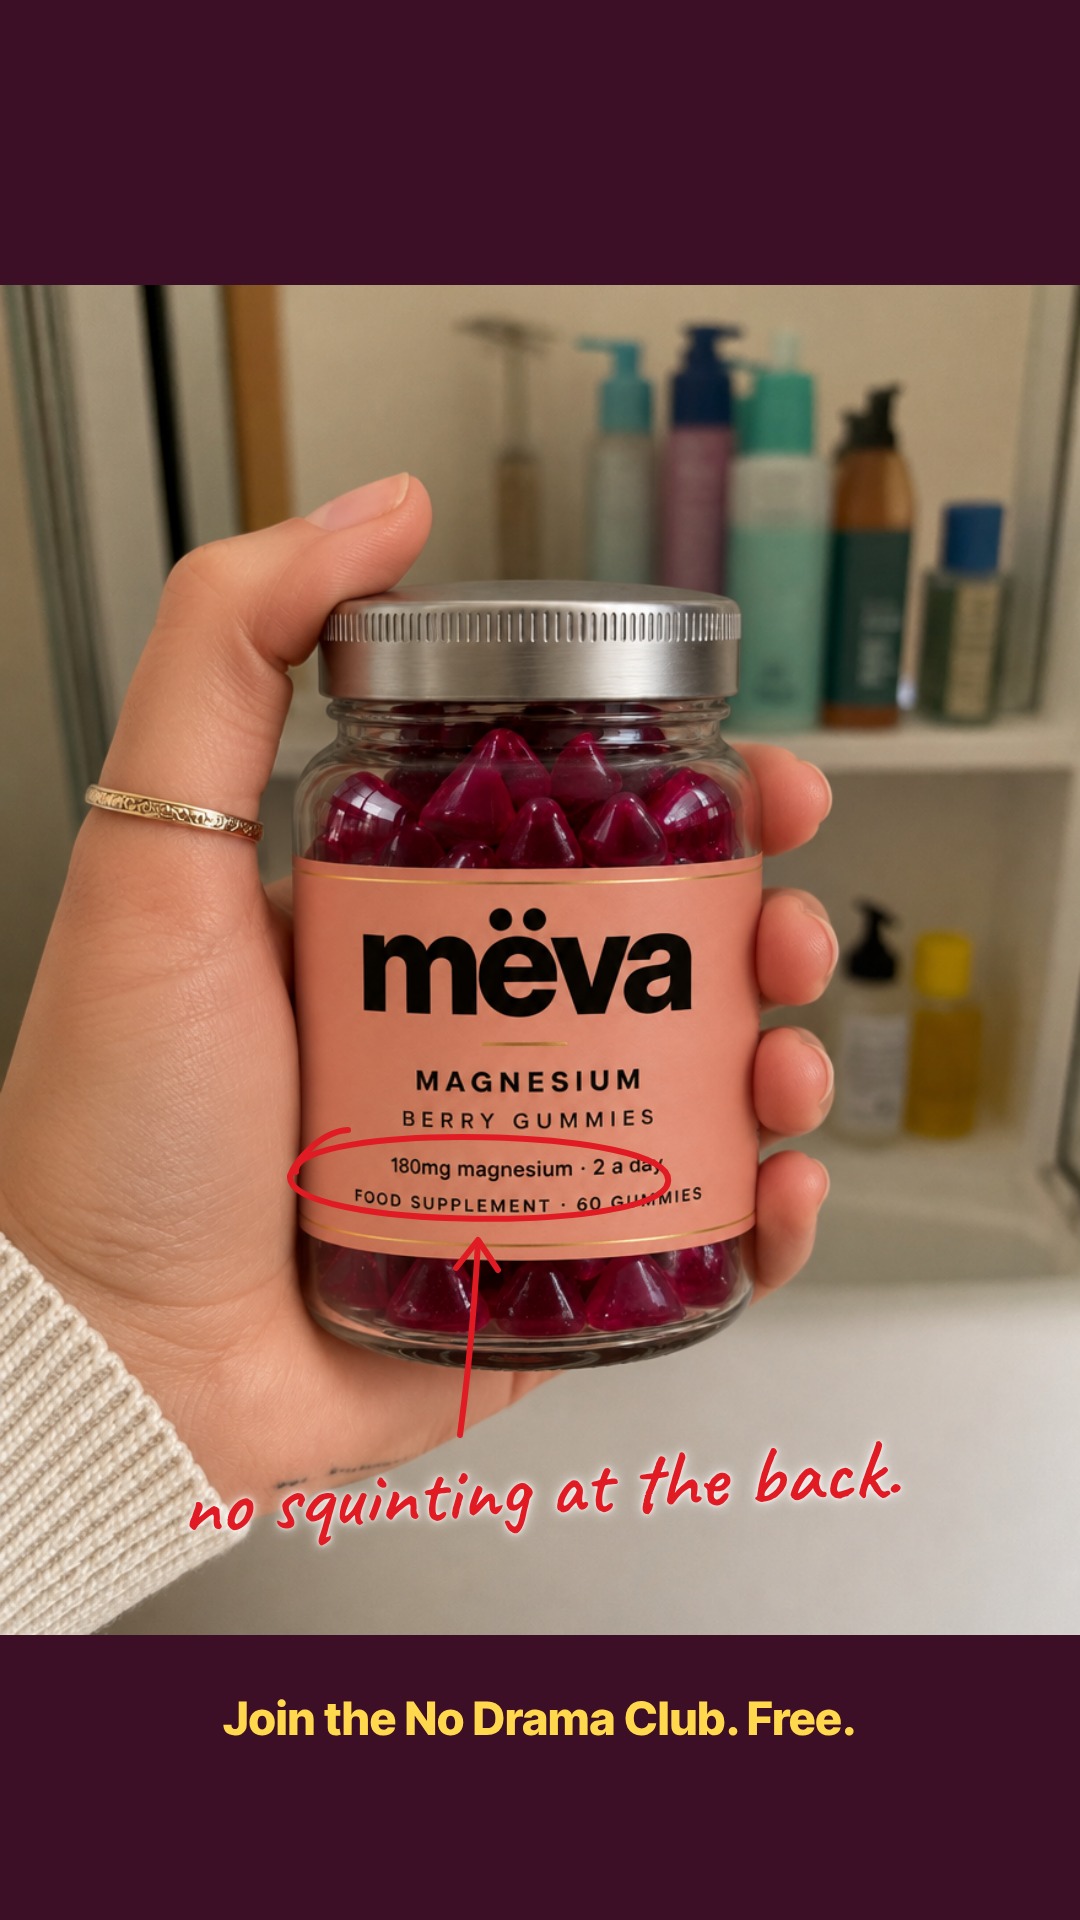 mëva
MAGNESIUM
BERRY GUMMIES
180mg magnesium · 2 a day
FOOD SUPPLEMENT · 60 GUMMIES
no squinting at the back.
Join the No Drama Club. Free.